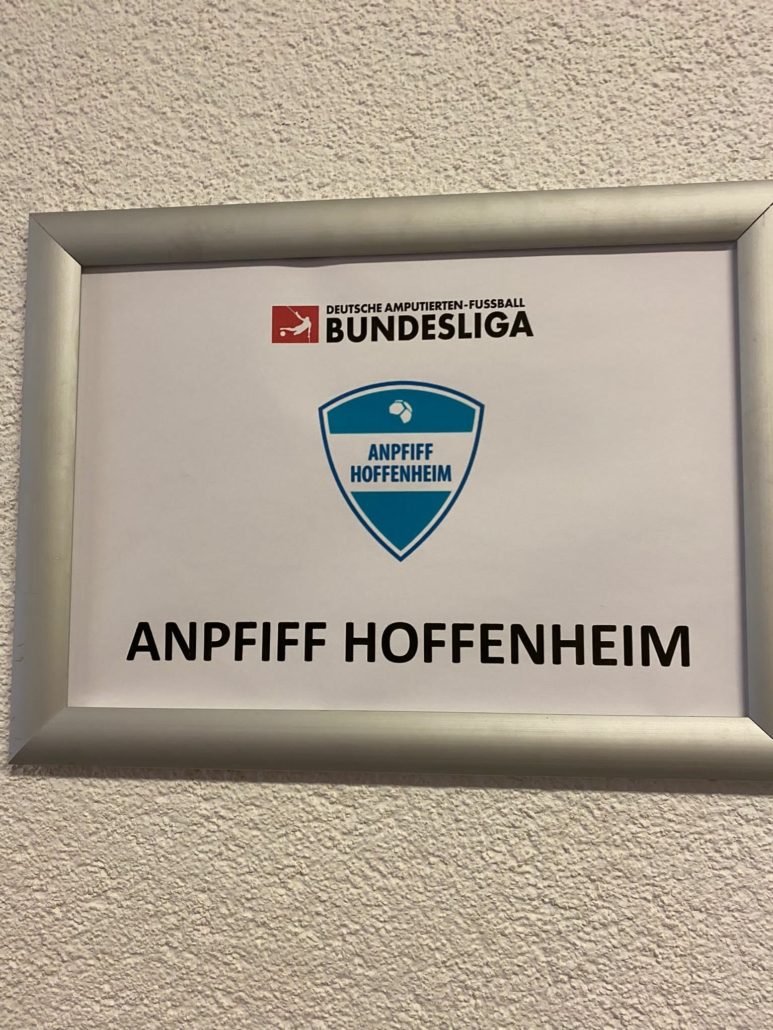 DEUTSCHE AMPUTIERTEN-FUSSBALL
BUNDESLIGA
ANPFIFF
HOFFENHEIM
ANPFIFF HOFFENHEIM